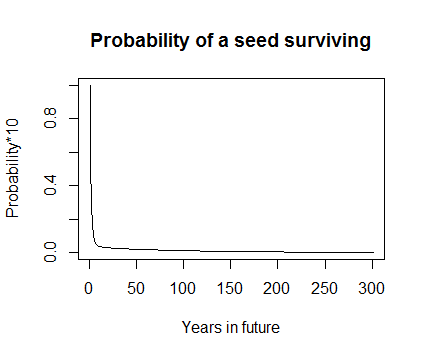 Probability of a seed surviving
Probability*10
0.8
0.4
0.0
0 50 100 150 200 250 300
Years in future